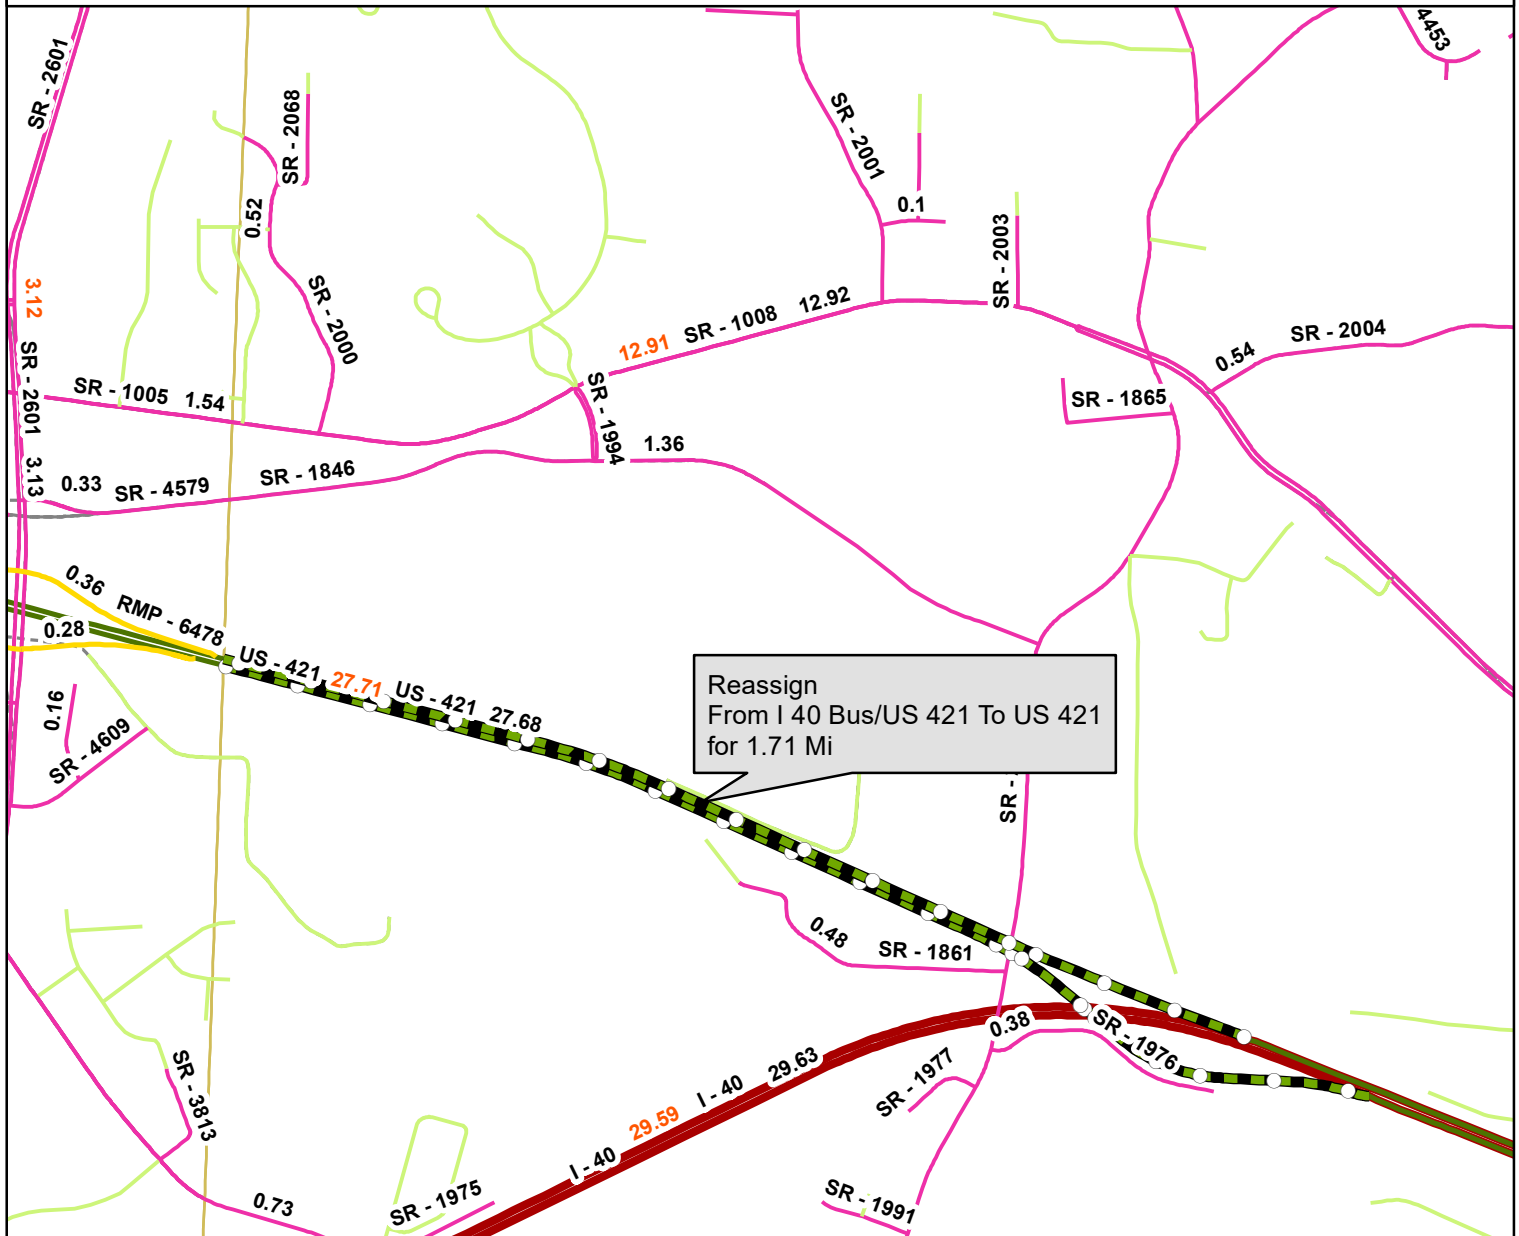 SR - 2601
4453
SR - 2068
SR - 2001
0.52
0.1
SR - 2003
3.12
SR - 2000
12.91
SR - 1008
12.92
0.54
SR - 2004
SR - 2601
SR - 1005
1.54
SR - 1994
SR - 1865
1.36
3.13
0.33
SR - 4579
SR - 1846
0.36
RMP - 6478
0.28
US - 421
27.71
US - 421
27.68
Reassign
From I 40 Bus/US 421 To US 421
for 1.71 Mi
0.16
SR - 4609
SR -
0.48
SR - 1861
0.38
SR - 1976
SR - 1977
SR - 3813
I - 40
29.63
29.59
I - 40
SR - 1975
0.73
SR - 1991